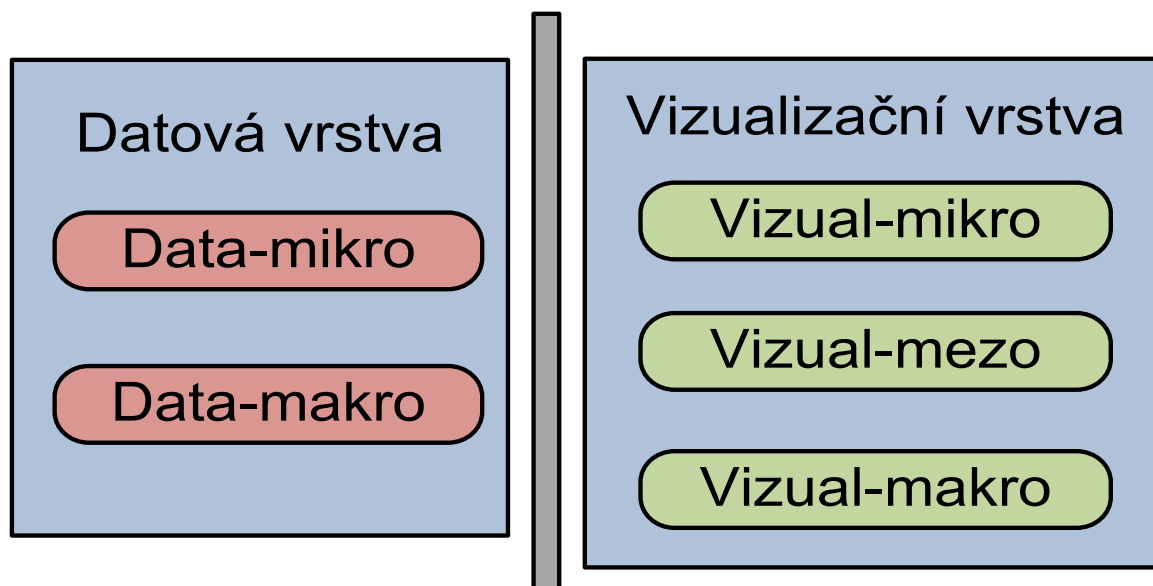 Datová vrstva
Data-mikro
Data-makro
Vizualizační vrstva
Vizual-mikro
Vizual-mezo
Vizual-makro